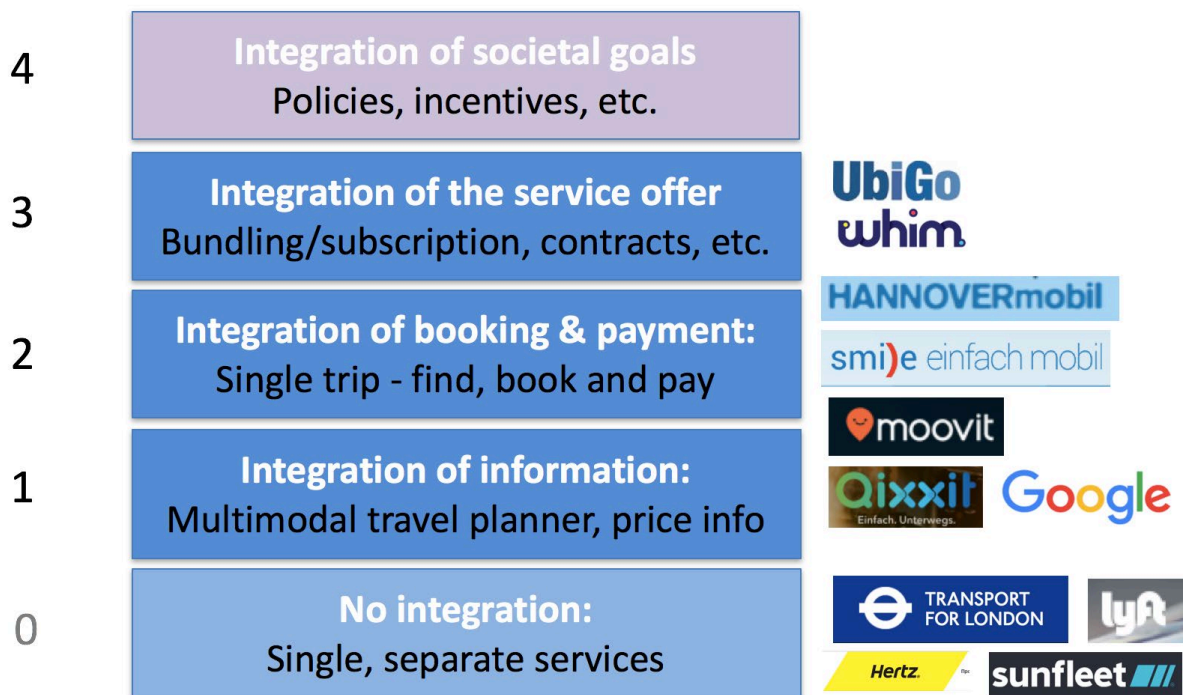 4
Integration of societal goals
Policies, incentives, etc.
3
Integration of the service offer
Bundling/subscription, contracts, etc.
UbiGo
whim
2
Integration of booking & payment:
Single trip - find, book and pay
HANNOVERmobil
smi)e einfach mobil
1
Integration of information:
Multimodal travel planner, price info
moovit
Qixxit
Einfach. Unterwegs.
Google
0
No integration:
Single, separate services
TRANSPORT
FOR LONDON
lyft
Hertz.
sunfleet